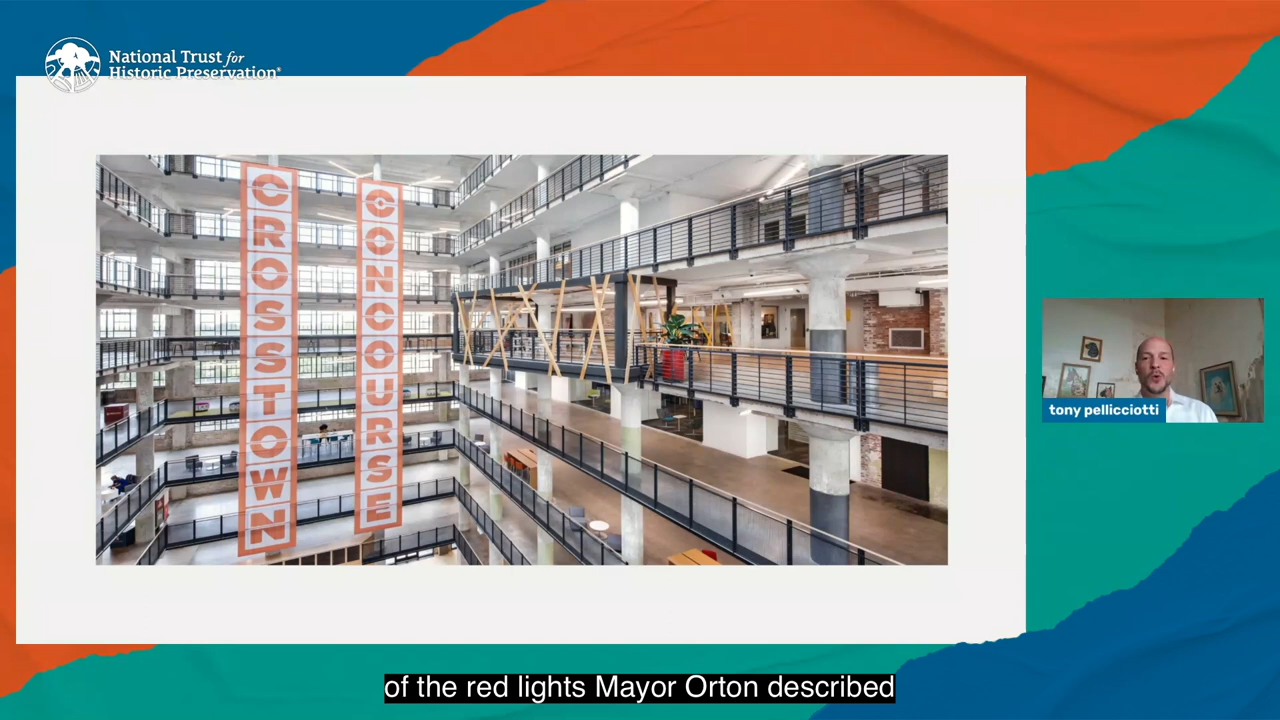 National Trust for
Historic Preservation®
CROSSTOWN
CONCOURSE
tony pellicciotti
of the red lights Mayor Orton described